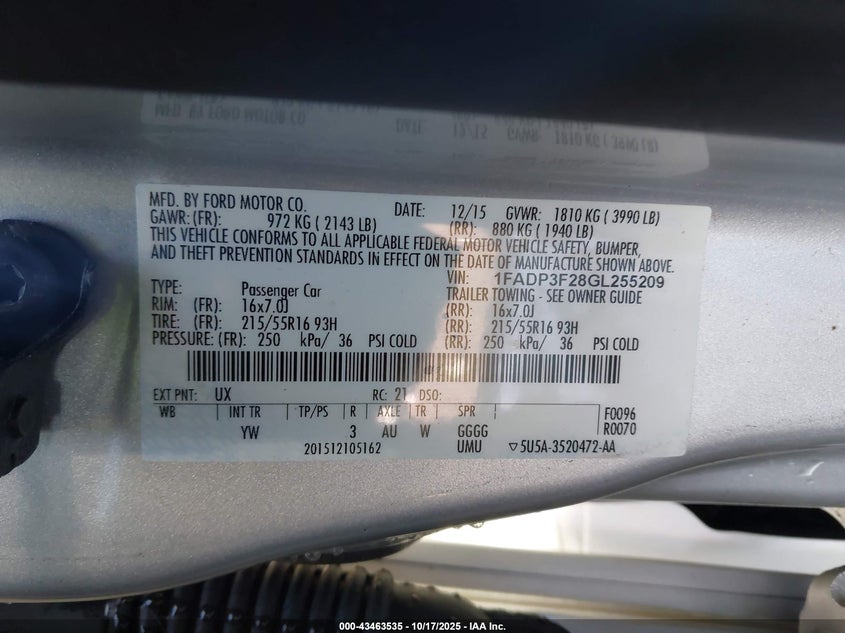 MFD. BY FORD MOTOR CO. DATE: 12/15 GVWR: 1810 KG ( 3990 LB)
GAWR: (FR): 972 KG ( 2143 LB) (RR): 880 KG ( 1940 LB)
THIS VEHICLE CONFORMS TO ALL APPLICABLE FEDERAL MOTOR VEHICLE SAFETY, BUMPER,
AND THEFT PREVENTION STANDARDS IN EFFECT ON THE DATE OF MANUFACTURE SHOWN ABOVE.
VIN: 1FADP3F28GL255209
TYPE: Passenger Car TRAILER TOWING - SEE OWNER GUIDE
RIM: (FR): 16x7.0J (RR): 16x7.0J
TIRE: (FR): 215/55R16 93H (RR): 215/55R16 93H
PRESSURE: (FR): 250 kPa/ 36 PSI COLD (RR): 250 kPa/ 36 PSI COLD
EXT PNT: UX RC: 21 DSO:
WB INT TR TP/PS R AXLE TR SPR F0096
YW 3 AU W GGGG R0070
201512105162 UMU ▽5U5A-3520472-AA
000-43463535 - 10/17/2025 - IAA Inc.